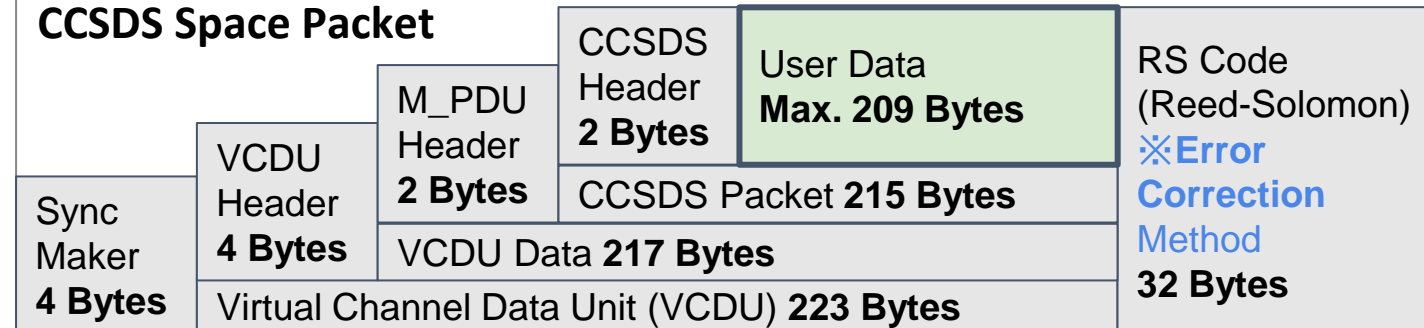 CCSDS Space Packet
Sync
Maker
4 Bytes
VCDU
Header
4 Bytes
M_PDU
Header
2 Bytes
CCSDS
Header
2 Bytes
User Data
Max. 209 Bytes
CCSDS Packet 215 Bytes
VCDU Data 217 Bytes
Virtual Channel Data Unit (VCDU) 223 Bytes
RS Code
(Reed-Solomon)
※Error
Correction
Method
32 Bytes